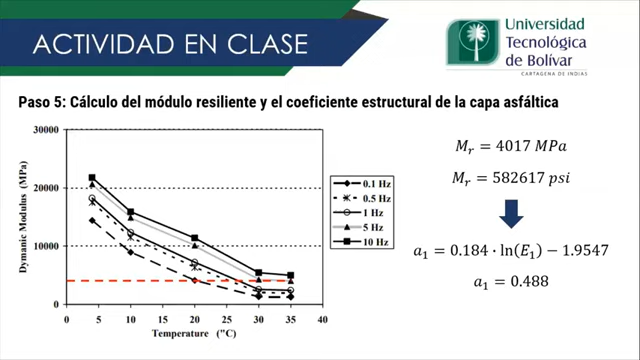 ACTIVIDAD EN CLASE
Universidad
Tecnológica
de Bolívar
CARTAGENA DE INDIAS
Paso 5: Cálculo del módulo resiliente y el coeficiente estructural de la capa asfáltica
Dymanic Modulus (MPa)
30000
20000
10000
0
0 5 10 15 20 25 30 35 40
Temperature ("C)
0.1 Hz
0.5 Hz
1 Hz
5 Hz
10 Hz
M_r = 4017 MPa
M_r = 582617 psi
a_1 = 0.184 · ln(E_1) − 1.9547
a_1 = 0.488